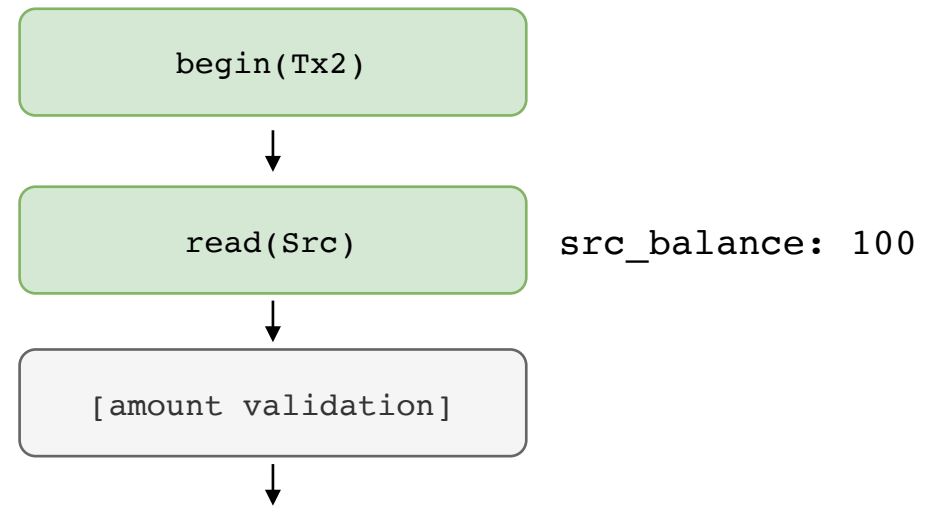 begin(Tx2)
read(Src)
src_balance: 100
[amount validation]